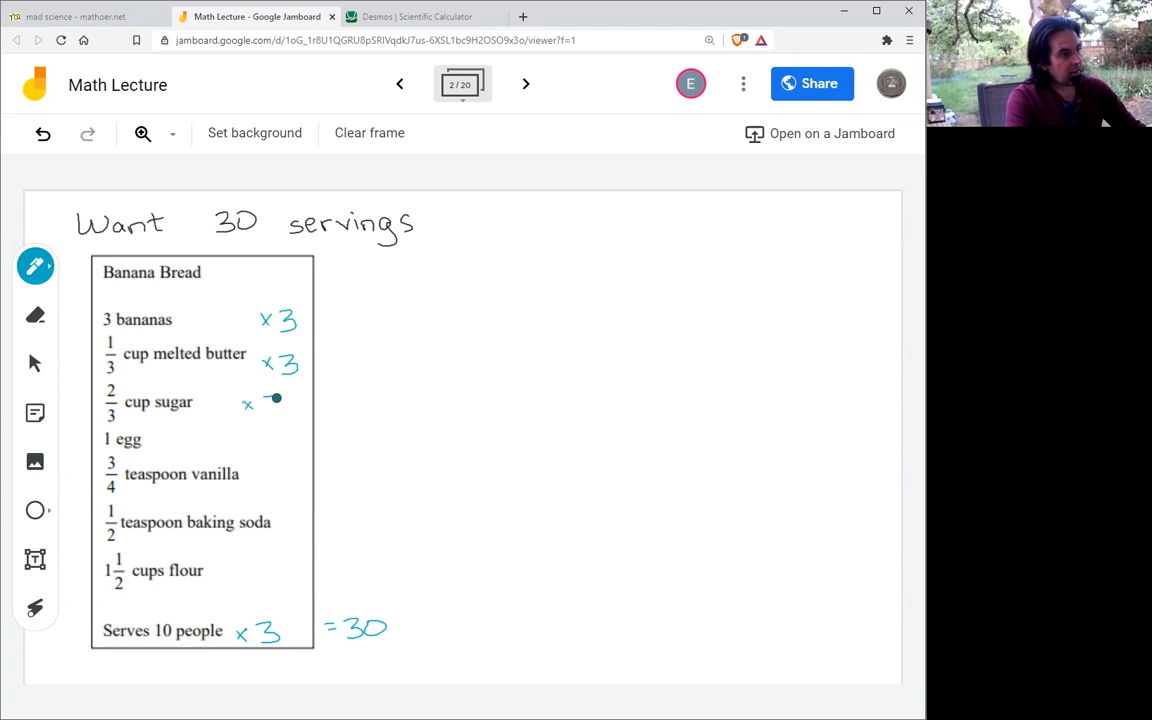 mad science - mathoer.net
Math Lecture - Google Jamboard
Desmos | Scientific Calculator
jamboard.google.com/d/1oG_1r8U1QGRU8pSRlVqdkJ7us-6XSL1bc9H2OSO9x3o/viewer?f=1
1
Math Lecture
2 / 20
E
Share
Set background
Clear frame
Open on a Jamboard
Want 30 servings
Banana Bread
3 bananas × 3
1/3 cup melted butter × 3
2/3 cup sugar ×
1 egg
3/4 teaspoon vanilla
1/2 teaspoon baking soda
1 1/2 cups flour
Serves 10 people × 3 = 30